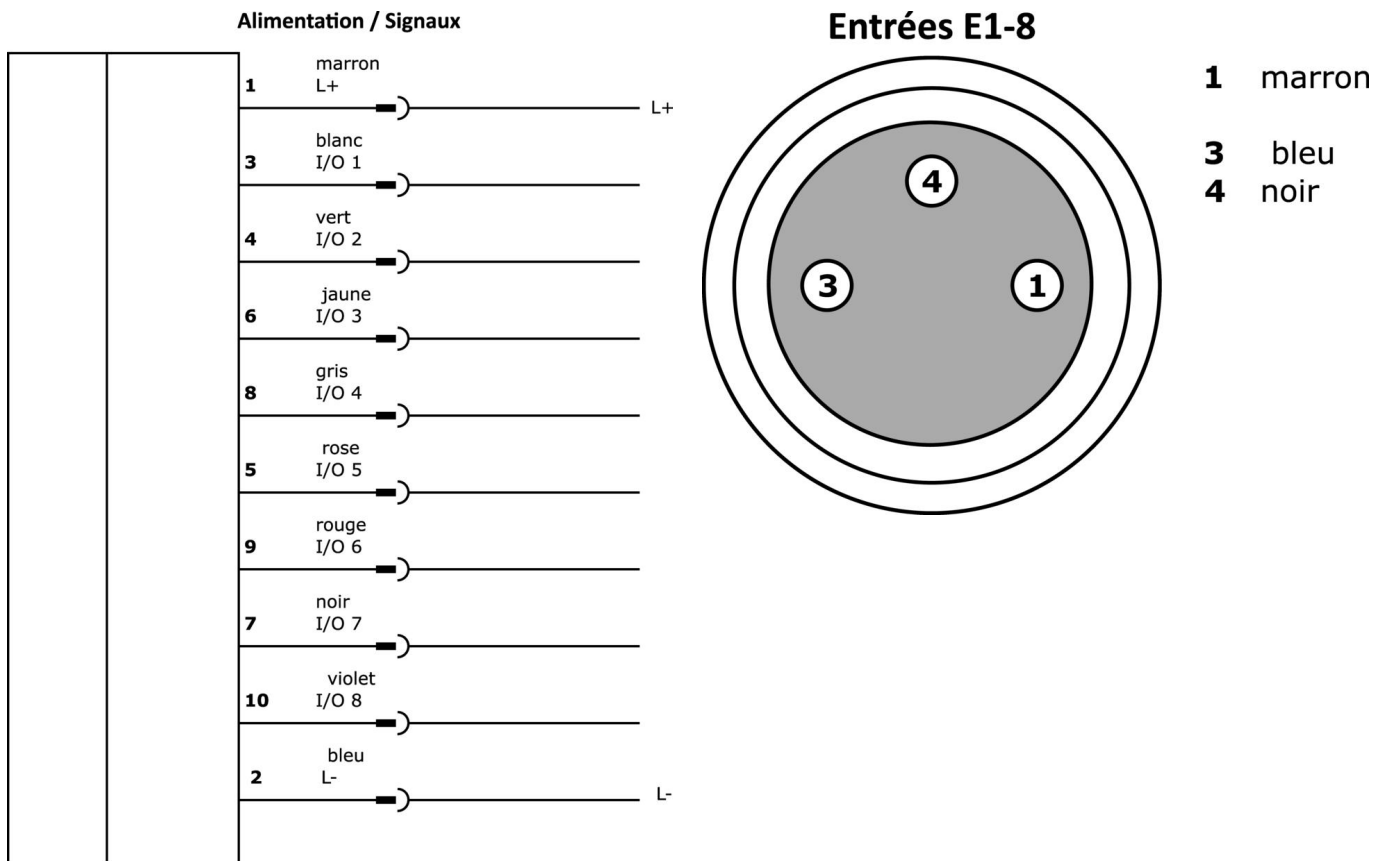 Alimentation / Signaux
marron
1 L+
L+
blanc
3 I/O 1
vert
4 I/O 2
jaune
6 I/O 3
gris
8 I/O 4
rose
5 I/O 5
rouge
9 I/O 6
noir
7 I/O 7
violet
10 I/O 8
bleu
2 L-
L-
Entrées E1-8
4
3 1
1 marron
3 bleu
4 noir